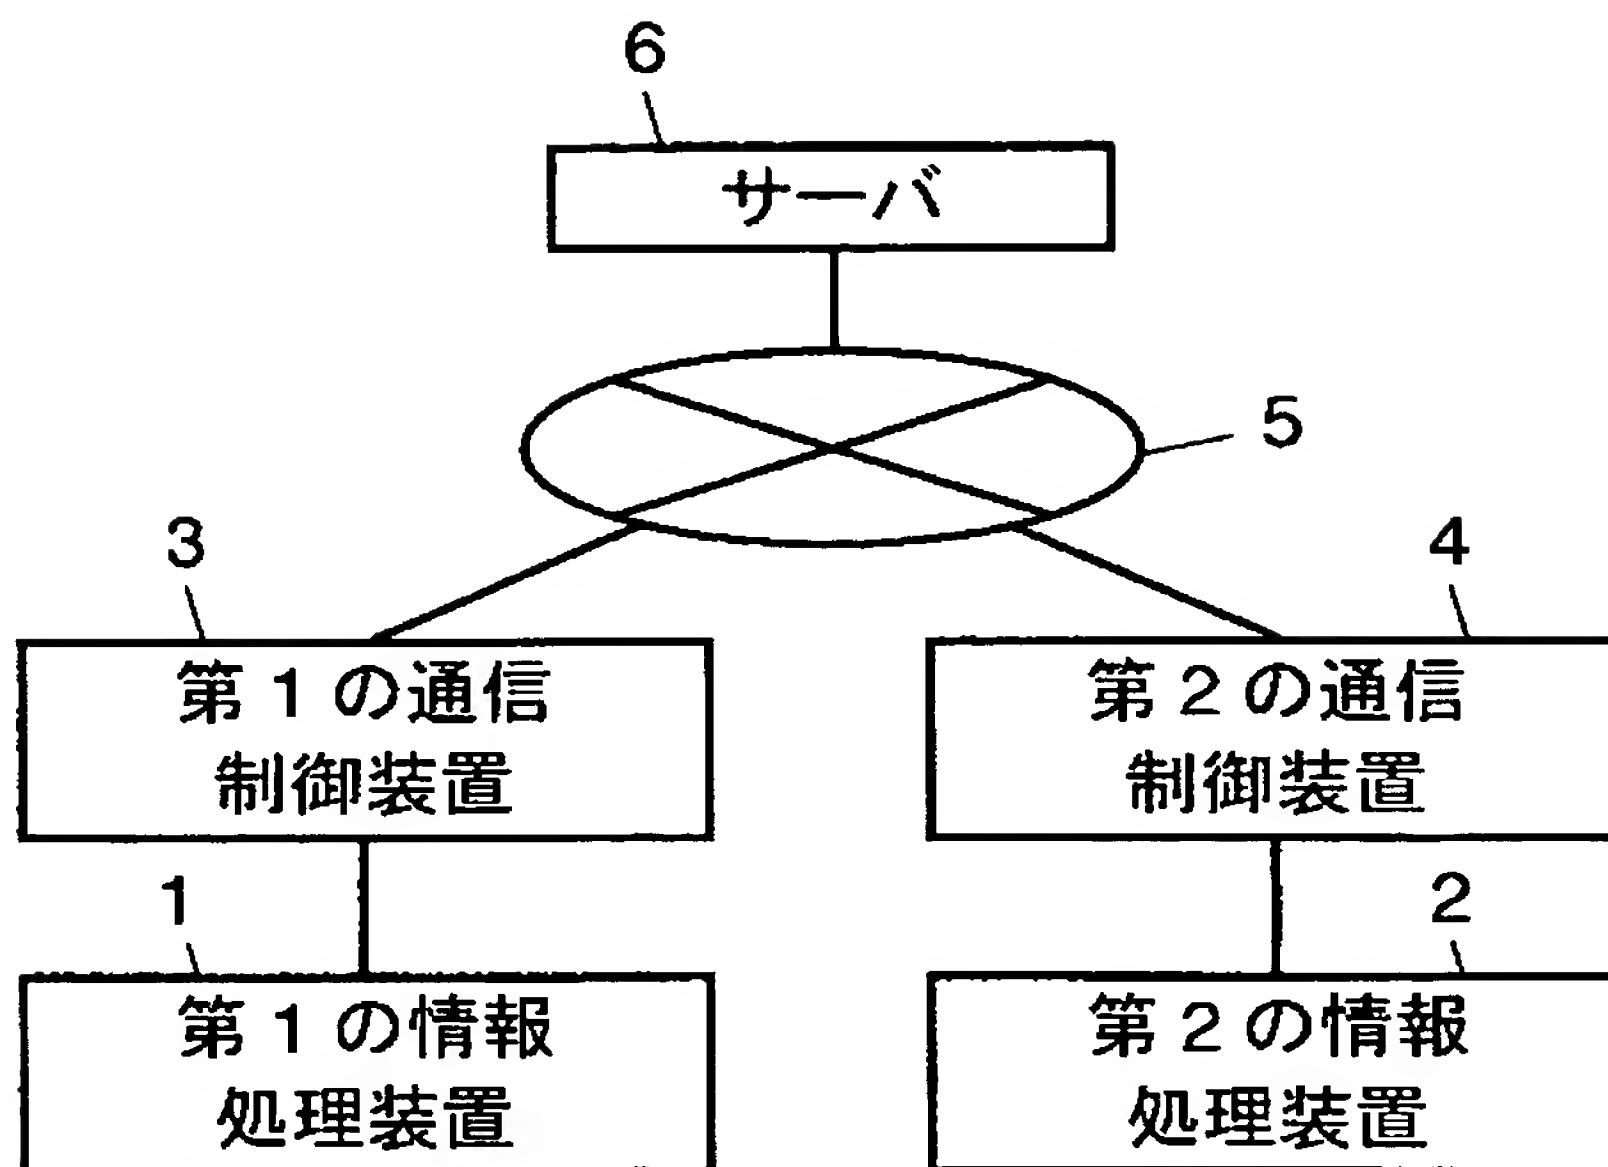 6
サーバ
5
3
4
第1の通信
制御装置
第2の通信
制御装置
1
2
第1の情報
処理装置
第2の情報
処理装置